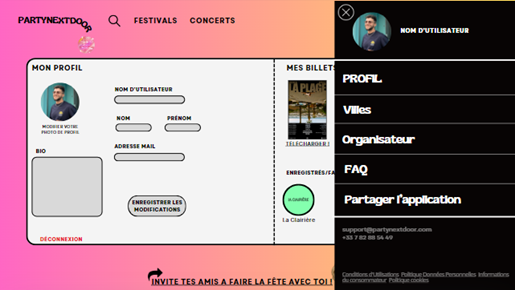 PARTYNEXTDOOR
FESTIVALS
CONCERTS
MON PROFIL
NOM D'UTILISATEUR
MODIFIER VOTRE
PHOTO DE PROFIL
NOM
PRÉNOM
ADRESSE MAIL
BIO
ENREGISTRER LES
MODIFICATIONS
DÉCONNEXION
MES BILLETS
LA PLAGE
TÉLÉCHARGER !
ENREGISTRÉS/FA
LA CLAIRIÈRE
La Clairière
INVITE TES AMIS A FAIRE LA FÊTE AVEC TOI !
NOM D'UTILISATEUR
PROFIL
Villes
Organisateur
FAQ
Partager l'application
support@partynextdoor.com
+33 7 82 88 54 49
Conditions d'Utilisations Politique Données Personnelles Informations
du consommateur Politique cookies